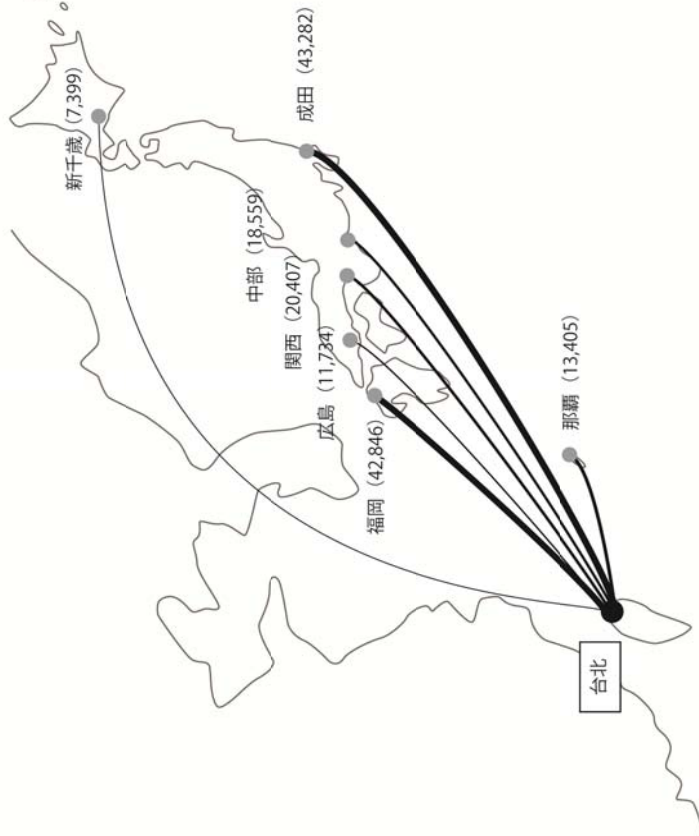 新千歳（7,399）
成田（43,282）
中部（18,559）
関西（20,407）
広島（11,734）
福岡（42,846）
那覇（13,405）
台北